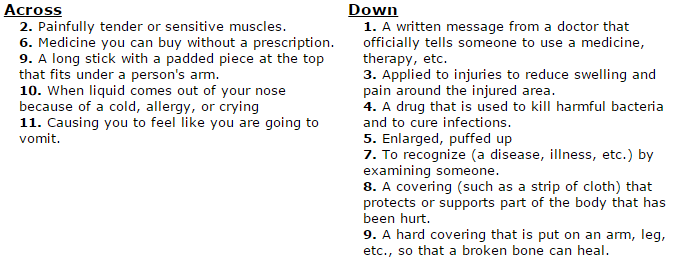 Across
2. Painfully tender or sensitive muscles.
6. Medicine you can buy without a prescription.
9. A long stick with a padded piece at the top
that fits under a person's arm.
10. When liquid comes out of your nose
because of a cold, allergy, or crying
11. Causing you to feel like you are going to
vomit.
Down
1. A written message from a doctor that
officially tells someone to use a medicine,
therapy, etc.
3. Applied to injuries to reduce swelling and
pain around the injured area.
4. A drug that is used to kill harmful bacteria
and to cure infections.
5. Enlarged, puffed up
7. To recognize (a disease, illness, etc.) by
examining someone.
8. A covering (such as a strip of cloth) that
protects or supports part of the body that has
been hurt.
9. A hard covering that is put on an arm, leg,
etc., so that a broken bone can heal.